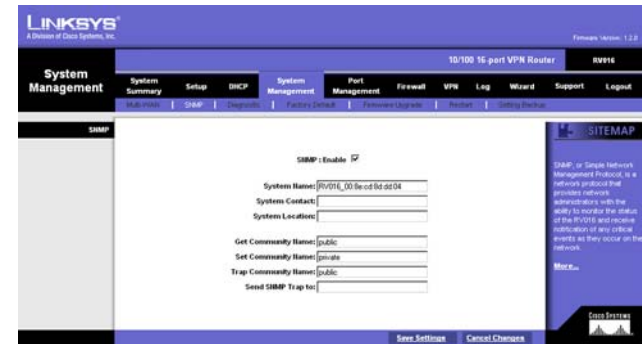 LINKSYS®
A Division of Cisco Systems, Inc.
Firmware Version: 1.2.0
10/100 16-port VPN Router
RV016
System Management
System Summary
Setup
DHCP
System Management
Port Management
Firewall
VPN
Log
Wizard
Support
Logout
Multi-WAN | SNMP | Diagnostic | Factory Default | Firmware Upgrade | Restart | Setting Backup
SNMP
SITEMAP
SNMP : Enable
System Name: RV016_00:0e:cd:9d:dd:04
System Contact:
System Location:
Get Community Name: public
Set Community Name: private
Trap Community Name: public
Send SNMP Trap to:
SNMP, or Simple Network
Management Protocol, is a
network protocol that
provides network
administrators with the
ability to monitor the status
of the RV016 and receive
notification of any critical
events as they occur on the
network.
More...
Save Settings
Cancel Changes
CISCO SYSTEMS